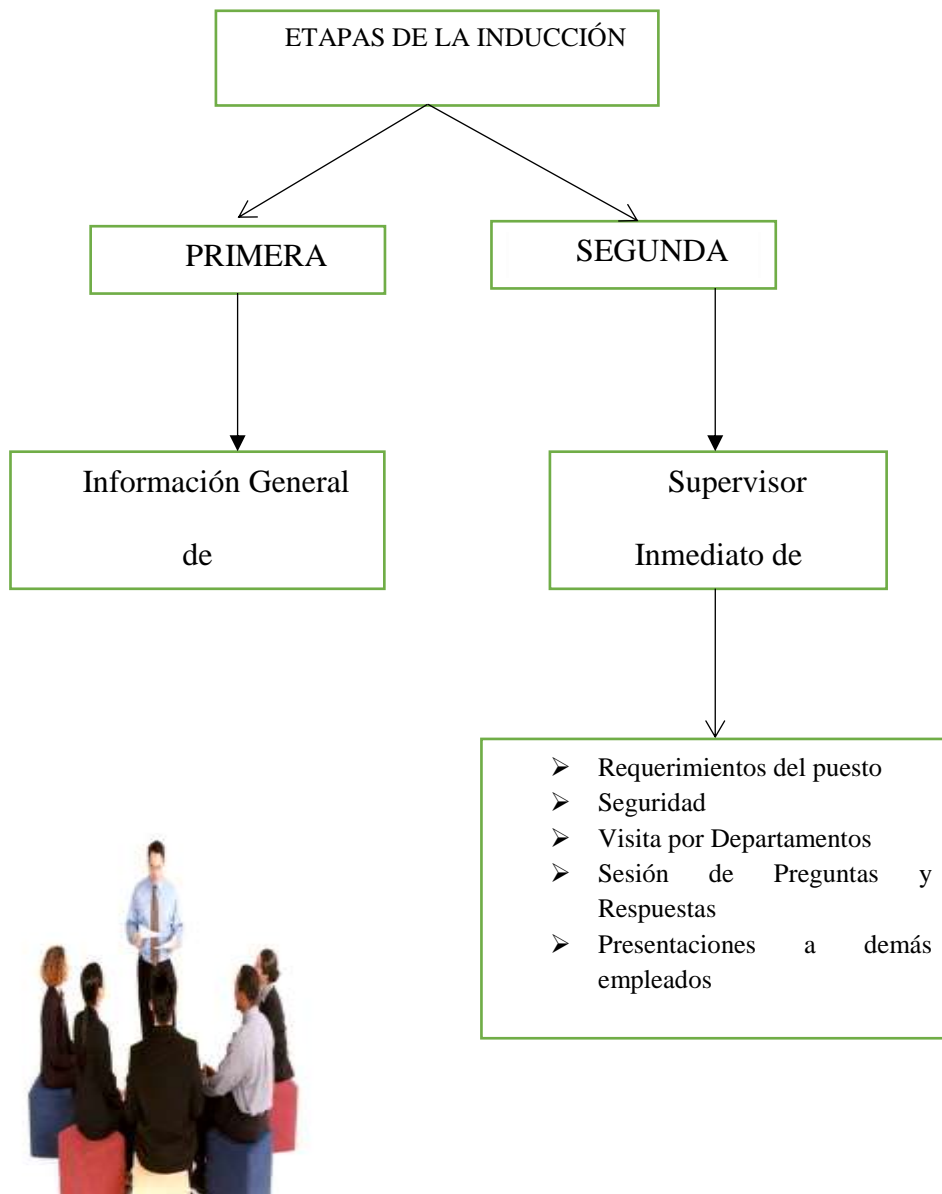 ETAPAS DE LA INDUCCIÓN
PRIMERA
SEGUNDA
Información General
de
Supervisor
Inmediato de
➢ Requerimientos del puesto
➢ Seguridad
➢ Visita por Departamentos
➢ Sesión de Preguntas y
Respuestas
➢ Presentaciones a demás
empleados